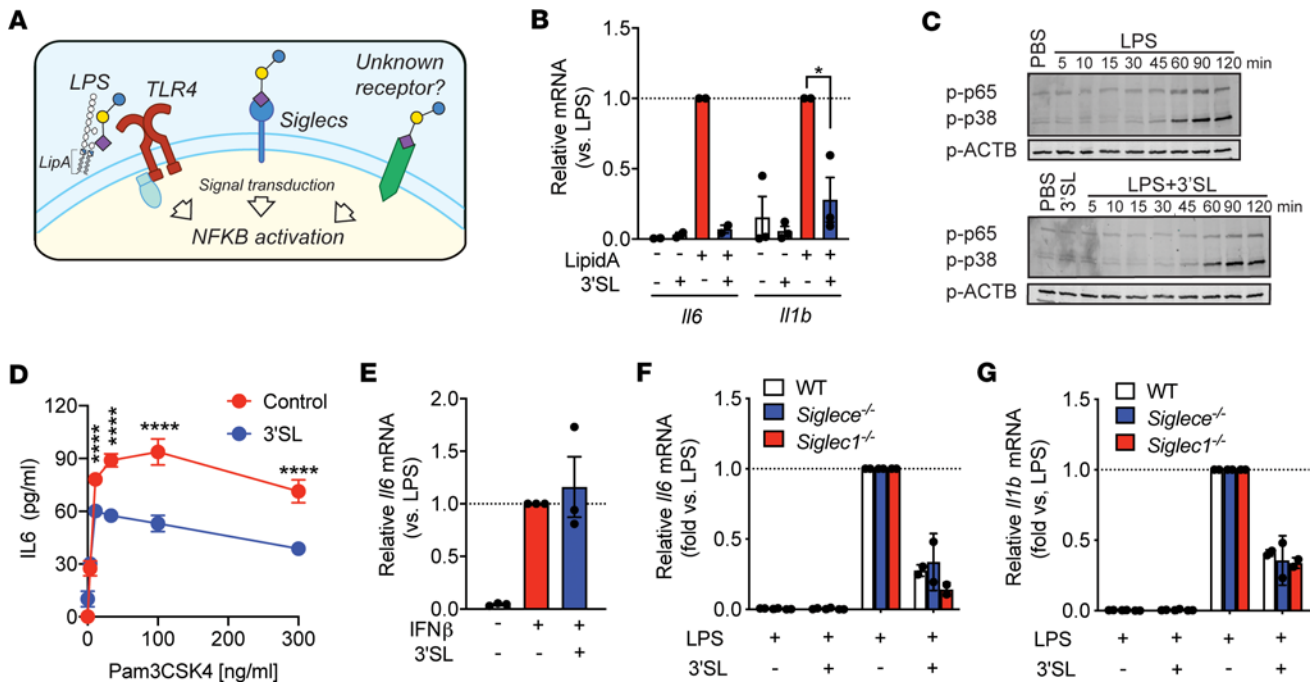 A
LPS
TLR4
LipA
Siglecs
Unknown
receptor?
Signal transduction
NFKB activation
B
Relative mRNA
(vs. LPS)
1.0
0.5
0.0
*
LipidA - - + + - - + +
3'SL - + - + - + - +
Il6 Il1b
C
PBS LPS
5 10 15 30 45 60 90 120 min
p-p65
p-p38
p-ACTB
PBS 3'SL LPS+3'SL
5 10 15 30 45 60 90 120 min
p-p65
p-p38
p-ACTB
D
IL6 (pg/ml)
120
90
60
30
0
**** **** **** ****
Control
3'SL
0 100 200 300
Pam3CSK4 [ng/ml]
E
Relative Il6 mRNA
(vs. LPS)
2.0
1.5
1.0
0.5
0.0
IFNβ - + +
3'SL - - +
F
WT
Siglece-/-
Siglec1-/-
Relative Il6 mRNA
(fold vs. LPS)
1.0
0.5
0.0
LPS + + + +
3'SL - + - +
G
WT
Siglece-/-
Siglec1-/-
Relative Il1b mRNA
(fold vs, LPS)
1.0
0.5
0.0
LPS + + + +
3'SL - + - +